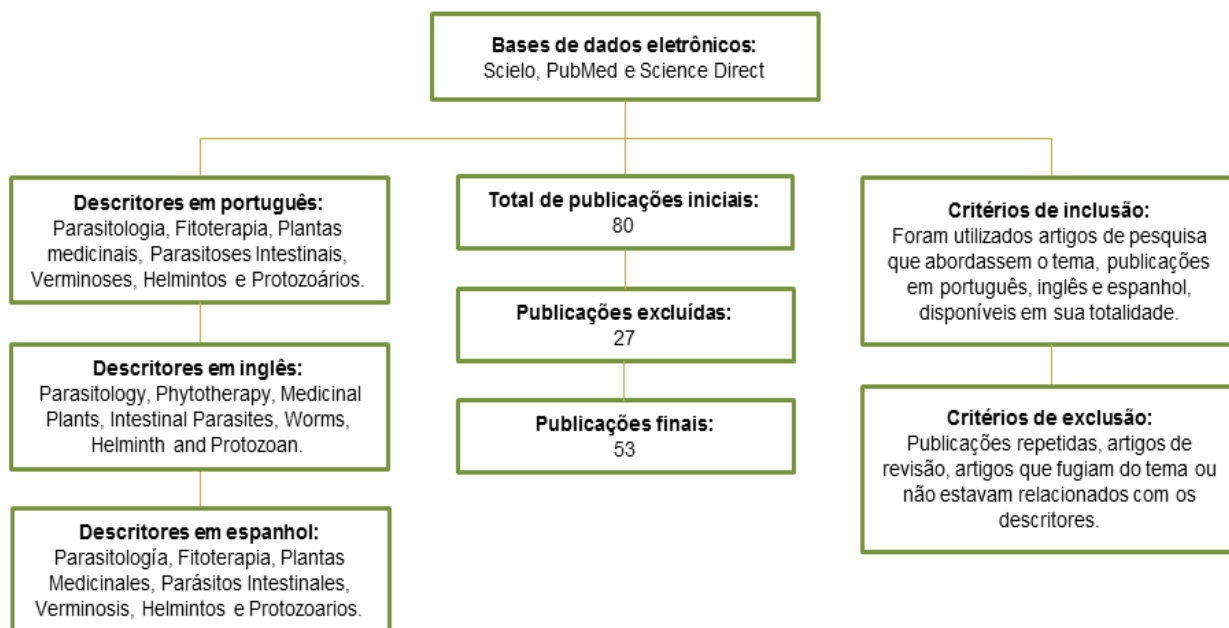 Bases de dados eletrônicos:
Scielo, PubMed e Science Direct
Descritores em português:
Parasitologia, Fitoterapia, Plantas
medicinais, Parasitoses Intestinais,
Verminoses, Helmintos e Protozoários.
Descritores em inglês:
Parasitology, Phytotherapy, Medicinal
Plants, Intestinal Parasites, Worms,
Helminth and Protozoan.
Descritores em espanhol:
Parasitología, Fitoterapia, Plantas
Medicinales, Parásitos Intestinales,
Verminosis, Helmintos e Protozoarios.
Total de publicações iniciais:
80
Publicações excluídas:
27
Publicações finais:
53
Critérios de inclusão:
Foram utilizados artigos de pesquisa
que abordassem o tema, publicações
em português, inglês e espanhol,
disponíveis em sua totalidade.
Critérios de exclusão:
Publicações repetidas, artigos de
revisão, artigos que fugiam do tema ou
não estavam relacionados com os
descritores.